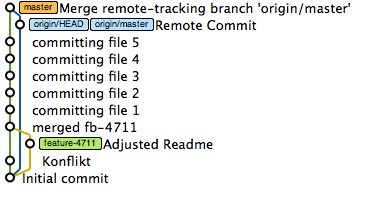 master Merge remote-tracking branch 'origin/master'
origin/HEAD origin/master Remote Commit
committing file 5
committing file 4
committing file 3
committing file 2
committing file 1
merged fb-4711
feature-4711 Adjusted Readme
Konflikt
Initial commit